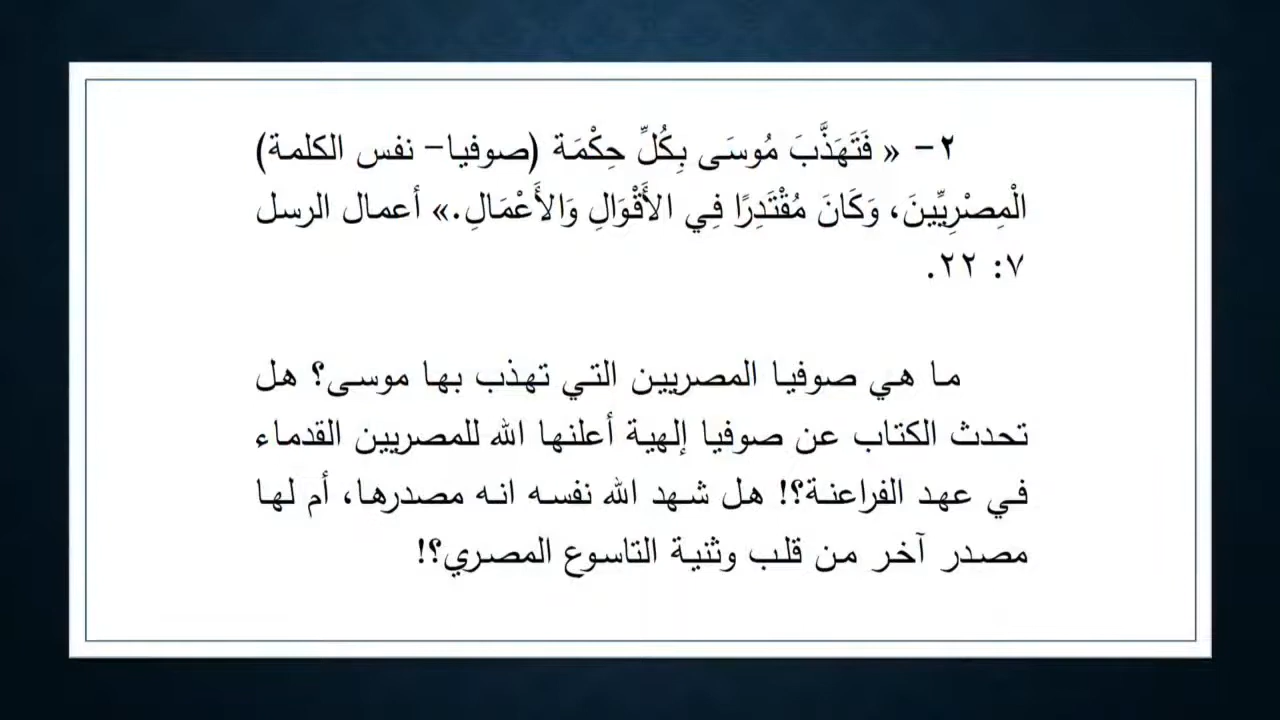 ٢- « فَتَهَذَّبَ مُوسَى بِكُلِّ حِكْمَة (صوفيا- نفس الكلمة)
الْمِصْرِيِّينَ، وَكَانَ مُقْتَدِرًا فِي الأَقْوَالِ وَالأَعْمَالِ.» أعمال الرسل
٧: ٢٢.
ما هي صوفيا المصريين التي تهذب بها موسى؟ هل
تحدث الكتاب عن صوفيا إلهية أعلنها الله للمصريين القدماء
في عهد الفراعنة؟! هل شهد الله نفسه انه مصدرها، أم لها
مصدر آخر من قلب وثنية التاسوع المصري؟!